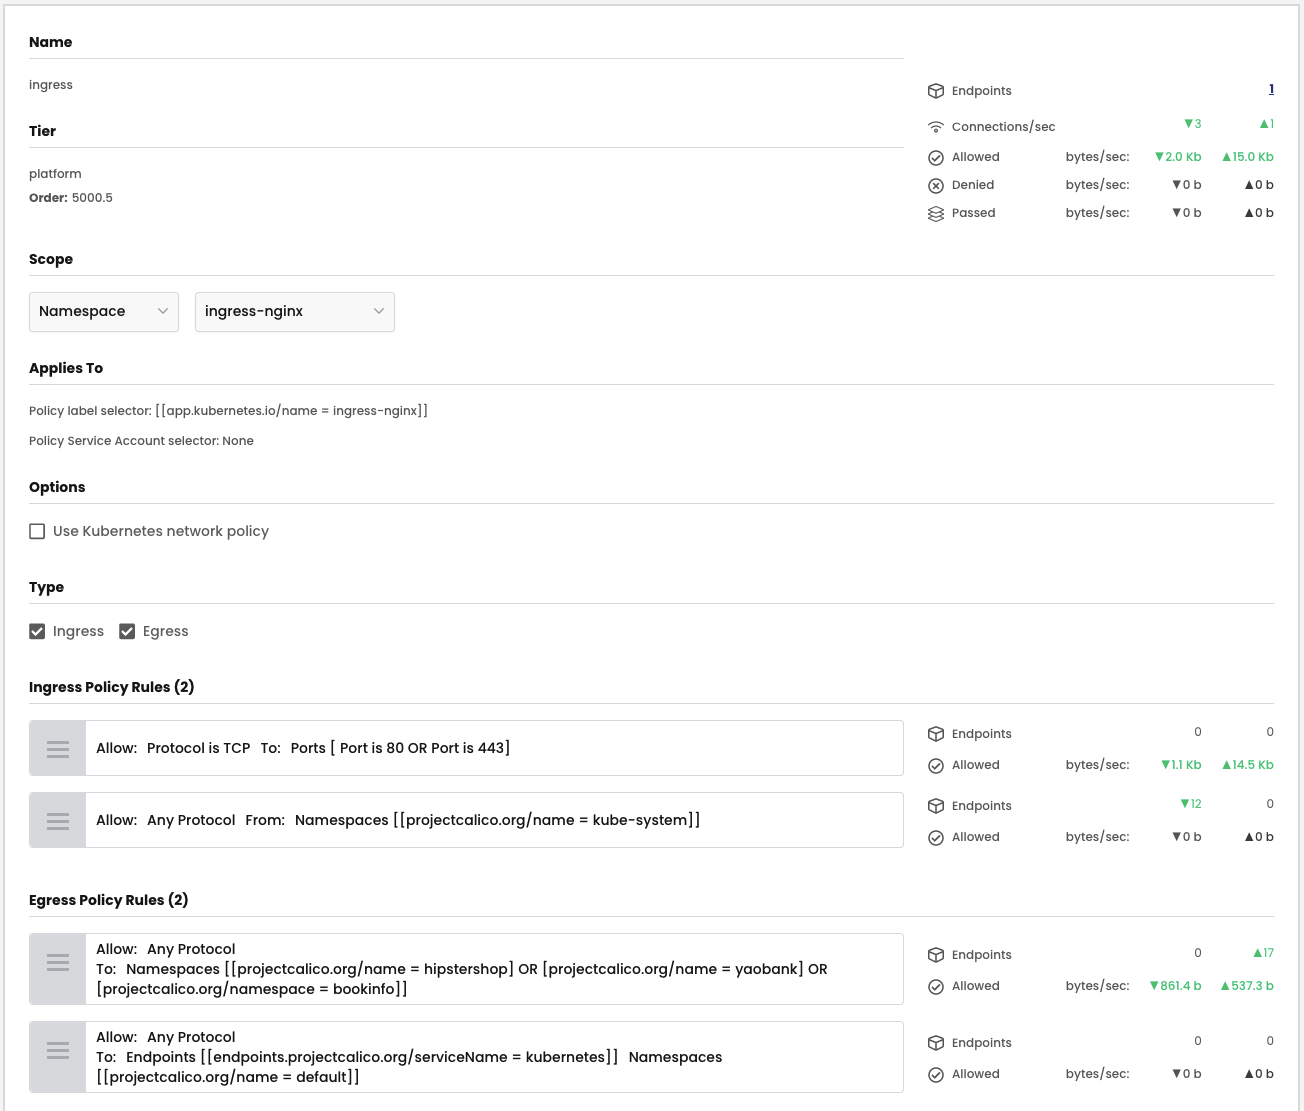 Name
ingress
Endpoints 1
Tier
Connections/sec ▼3 ▲1
Allowed bytes/sec: ▼2.0 Kb ▲15.0 Kb
platform
Denied bytes/sec: ▼0 b ▲0 b
Order: 5000.5
Passed bytes/sec: ▼0 b ▲0 b
Scope
Namespace ingress-nginx
Applies To
Policy label selector: [[app.kubernetes.io/name = ingress-nginx]]
Policy Service Account selector: None
Options
Use Kubernetes network policy
Type
Ingress Egress
Ingress Policy Rules (2)
Allow: Protocol is TCP To: Ports [ Port is 80 OR Port is 443]
Endpoints 0 0
Allowed bytes/sec: ▼1.1 Kb ▲14.5 Kb
Allow: Any Protocol From: Namespaces [[projectcalico.org/name = kube-system]]
Endpoints ▼12 0
Allowed bytes/sec: ▼0 b ▲0 b
Egress Policy Rules (2)
Allow: Any Protocol
To: Namespaces [[projectcalico.org/name = hipstershop] OR [projectcalico.org/name = yaobank] OR
[projectcalico.org/namespace = bookinfo]]
Endpoints 0 ▲17
Allowed bytes/sec: ▼861.4 b ▲537.3 b
Allow: Any Protocol
To: Endpoints [[endpoints.projectcalico.org/serviceName = kubernetes]] Namespaces
[[projectcalico.org/name = default]]
Endpoints 0 0
Allowed bytes/sec: ▼0 b ▲0 b